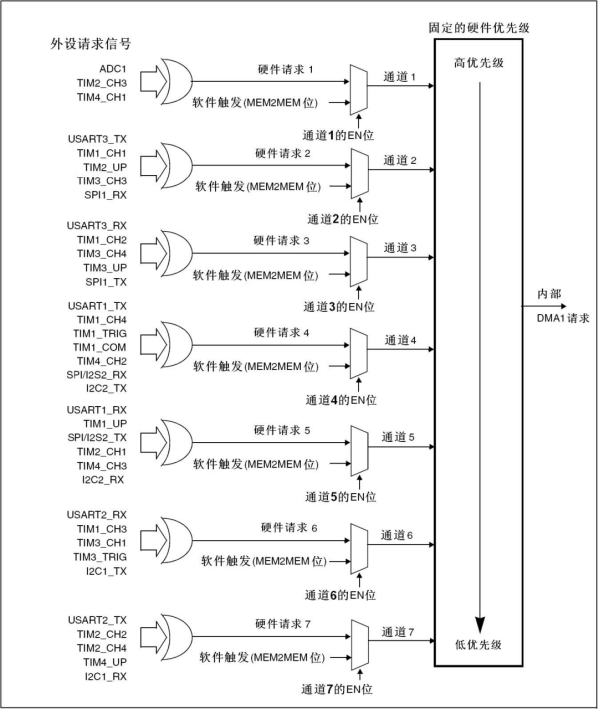 固定的硬件优先级
外设请求信号
高优先级
ADC1
TIM2_CH3
TIM4_CH1
硬件请求 1
软件触发(MEM2MEM 位)
通道1的EN位
通道 1
USART3_TX
TIM1_CH1
TIM2_UP
TIM3_CH3
SPI1_RX
硬件请求 2
软件触发(MEM2MEM 位)
通道2的EN位
通道 2
USART3_RX
TIM1_CH2
TIM3_CH4
TIM3_UP
SPI1_TX
硬件请求 3
软件触发(MEM2MEM 位)
通道3的EN位
通道 3
内部
DMA1 请求
USART1_TX
TIM1_CH4
TIM1_TRIG
TIM1_COM
TIM4_CH2
SPI/I2S2_RX
I2C2_TX
硬件请求 4
软件触发(MEM2MEM 位)
通道4的EN位
通道 4
USART1_RX
TIM1_UP
SPI/I2S2_TX
TIM2_CH1
TIM4_CH3
I2C2_RX
硬件请求 5
软件触发(MEM2MEM 位)
通道5的EN位
通道 5
USART2_RX
TIM1_CH3
TIM3_CH1
TIM3_TRIG
I2C1_TX
硬件请求 6
软件触发(MEM2MEM 位)
通道6的EN位
通道 6
USART2_TX
TIM2_CH2
TIM2_CH4
TIM4_UP
I2C1_RX
硬件请求 7
软件触发(MEM2MEM 位)
通道7的EN位
通道 7
低优先级